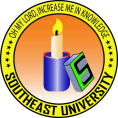 OH MY LORD, INCREASE ME IN KNOWLEDGE
SOUTHEAST UNIVERSITY